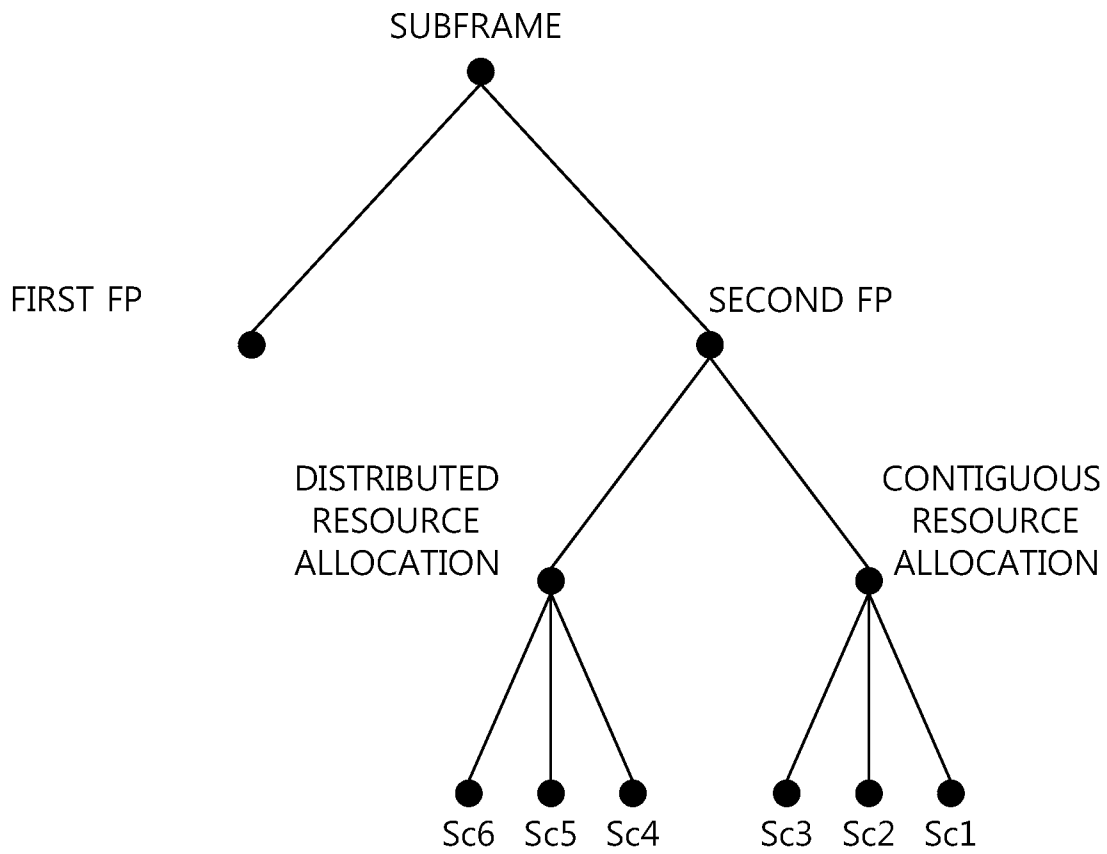 SUBFRAME
FIRST FP
SECOND FP
DISTRIBUTED
RESOURCE
ALLOCATION
CONTIGUOUS
RESOURCE
ALLOCATION
Sc6 Sc5 Sc4 Sc3 Sc2 Sc1